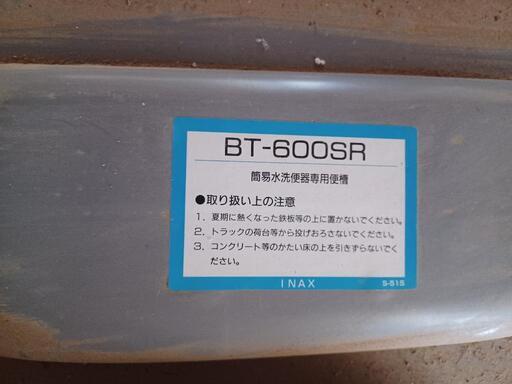 BT-600SR
簡易水洗便器専用便槽
●取り扱い上の注意
1．夏期に熱くなった鉄板等の上に置かないでください。
2．トラックの荷台等から投げおろさないでください。
3．コンクリート等のかたい床の上を引きずらないでく
ださい。
INAX
S-515